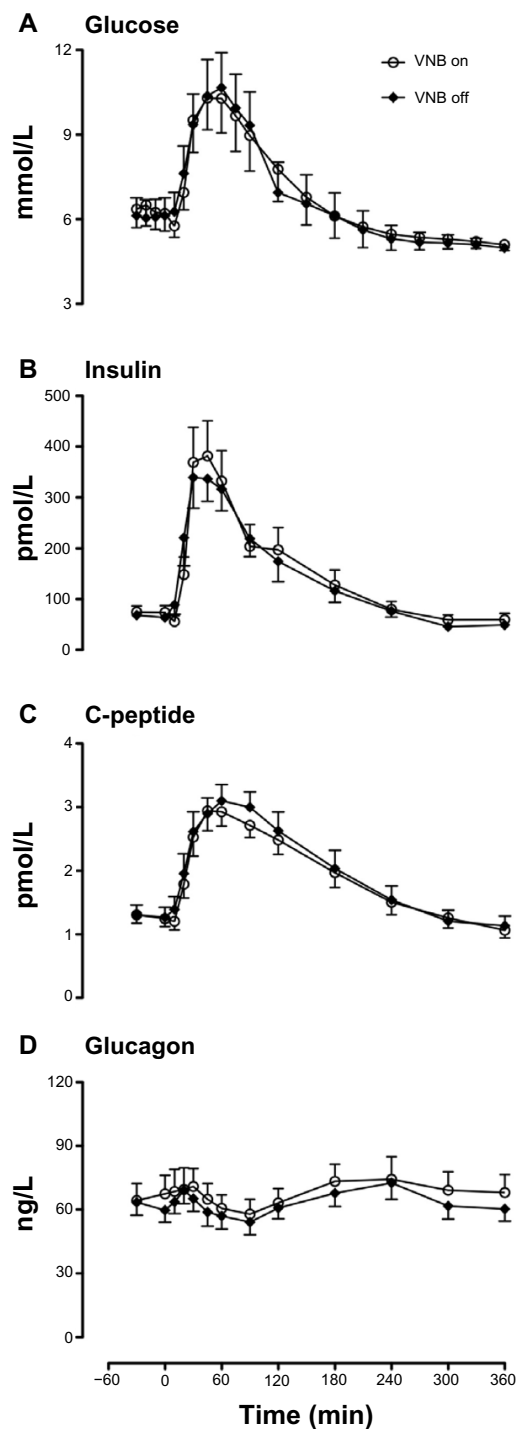 A Glucose
12
9
6
3
mmol/L
VNB on
VNB off
B Insulin
500
400
300
200
100
0
pmol/L
C C-peptide
4
3
2
1
0
pmol/L
D Glucagon
120
90
60
30
0
ng/L
−60 0 60 120 180 240 300 360
Time (min)